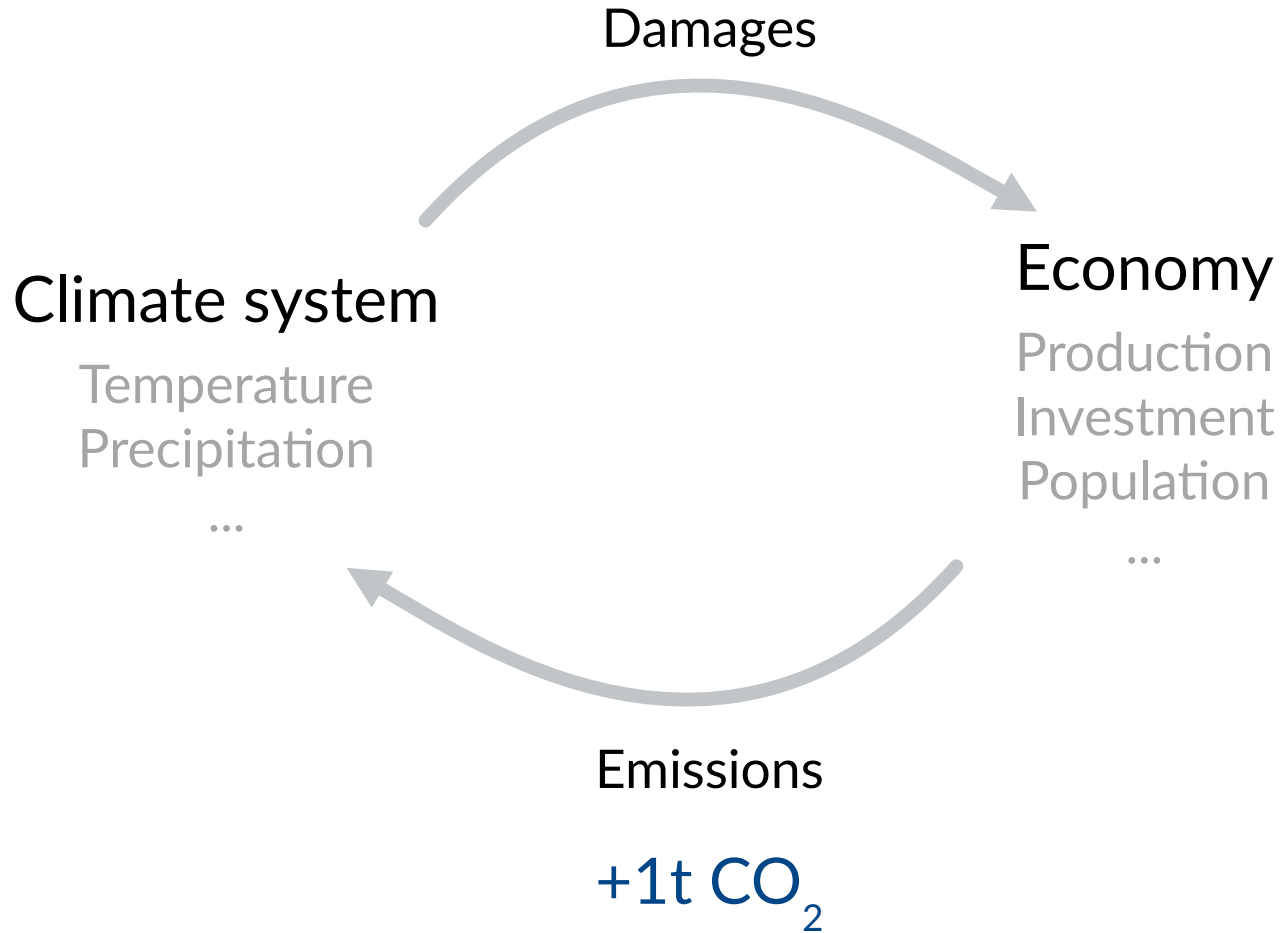 Damages
Climate system
Temperature
Precipitation
...
Economy
Production
Investment
Population
...
Emissions
+1t CO₂